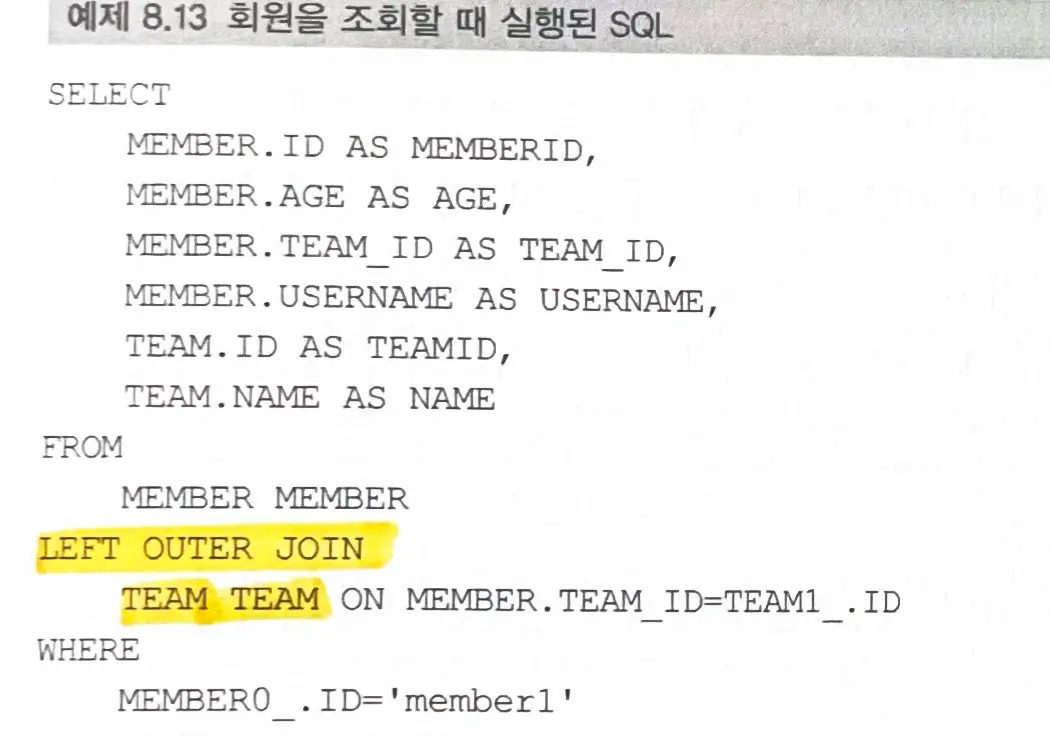 예제 8.13 회원을 조회할 때 실행된 SQL
SELECT
MEMBER.ID AS MEMBERID,
MEMBER.AGE AS AGE,
MEMBER.TEAM_ID AS TEAM_ID,
MEMBER.USERNAME AS USERNAME,
TEAM.ID AS TEAMID,
TEAM.NAME AS NAME
FROM
MEMBER MEMBER
LEFT OUTER JOIN
TEAM TEAM ON MEMBER.TEAM_ID=TEAM1_.ID
WHERE
MEMBER0_.ID='member1'